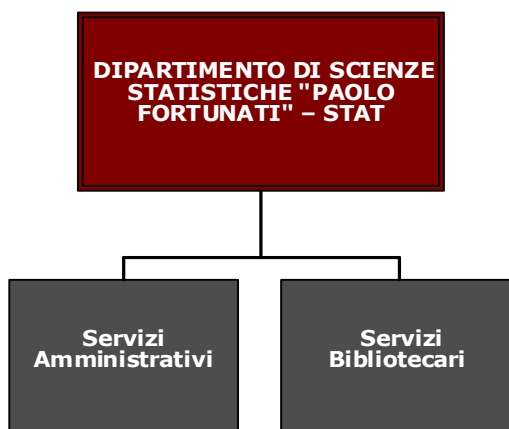 DIPARTIMENTO DI SCIENZE
STATISTICHE "PAOLO
FORTUNATI" – STAT
Servizi
Amministrativi
Servizi
Bibliotecari